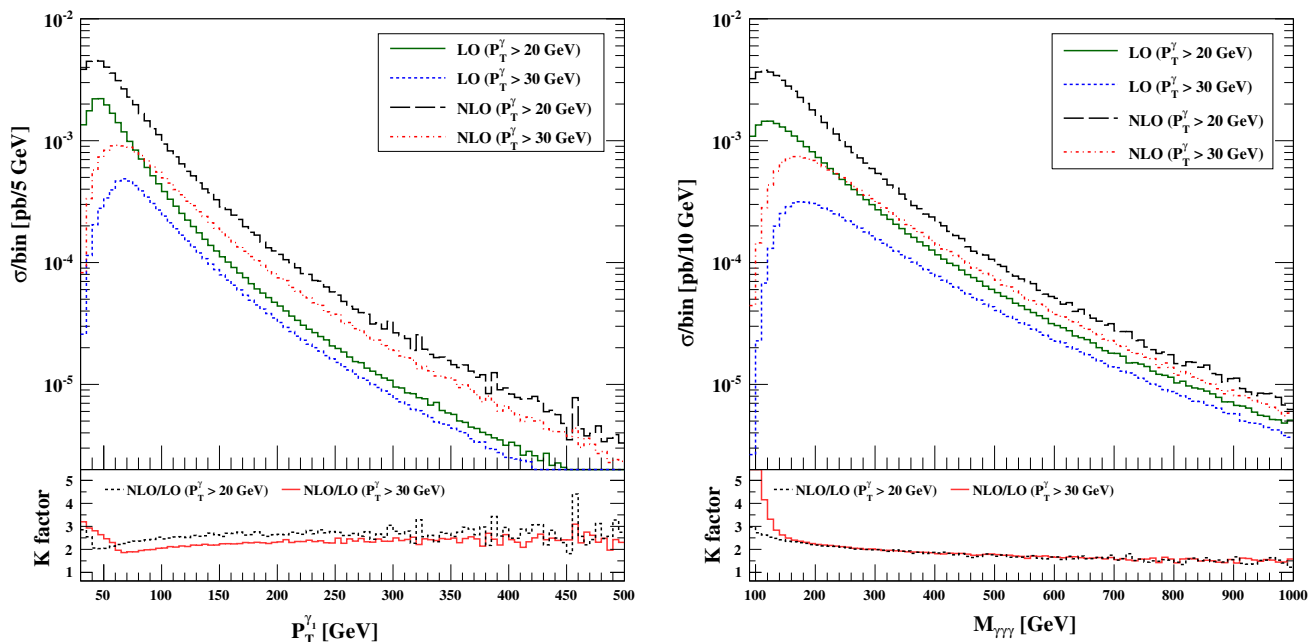 10^-2
LO (P_T^γ > 20 GeV)
LO (P_T^γ > 30 GeV)
NLO (P_T^γ > 20 GeV)
NLO (P_T^γ > 30 GeV)
σ/bin [pb/5 GeV]
10^-3
10^-4
10^-5
NLO/LO (P_T^γ > 20 GeV) NLO/LO (P_T^γ > 30 GeV)
K factor
5
4
3
2
1
50 100 150 200 250 300 350 400 450 500
P_T^γ1 [GeV]
10^-2
LO (P_T^γ > 20 GeV)
LO (P_T^γ > 30 GeV)
NLO (P_T^γ > 20 GeV)
NLO (P_T^γ > 30 GeV)
σ/bin [pb/10 GeV]
10^-3
10^-4
10^-5
NLO/LO (P_T^γ > 20 GeV) NLO/LO (P_T^γ > 30 GeV)
K factor
5
4
3
2
1
100 200 300 400 500 600 700 800 900 1000
M_γγγ [GeV]